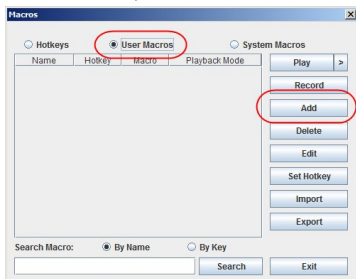 Macros
Hotkeys User Macros System Macros
Name Hotkey Macro Playback Mode
Play >
Record
Add
Delete
Edit
Set Hotkey
Import
Export
Search Macro: By Name By Key
Search Exit